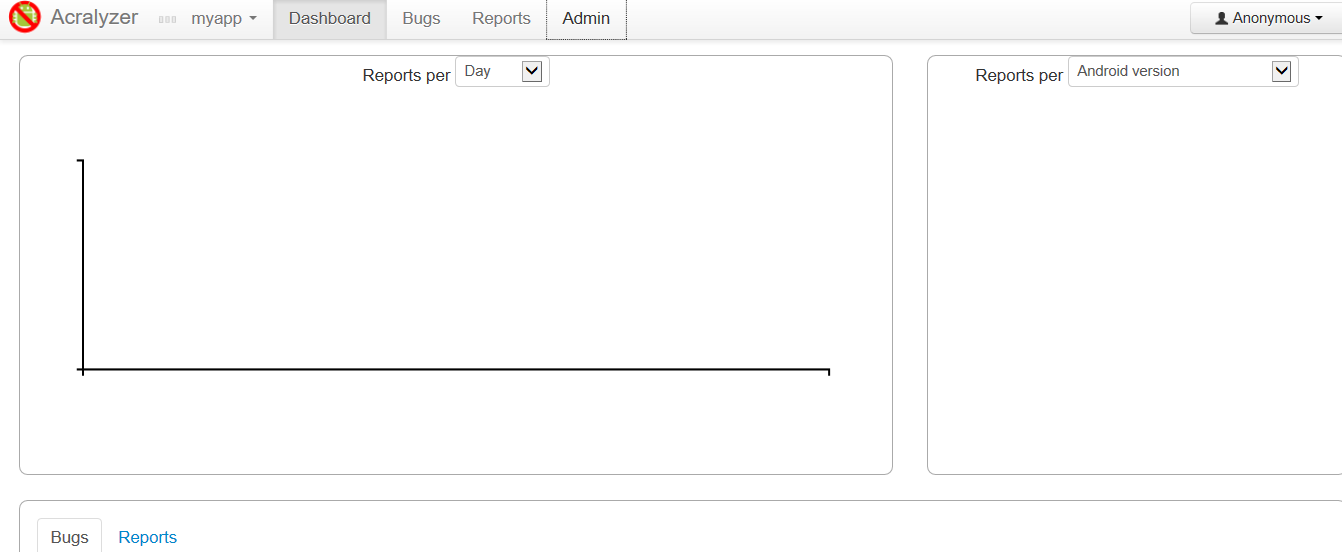 Acralyzer myapp Dashboard Bugs Reports Admin Anonymous
Reports per Day
Reports per Android version
Bugs Reports